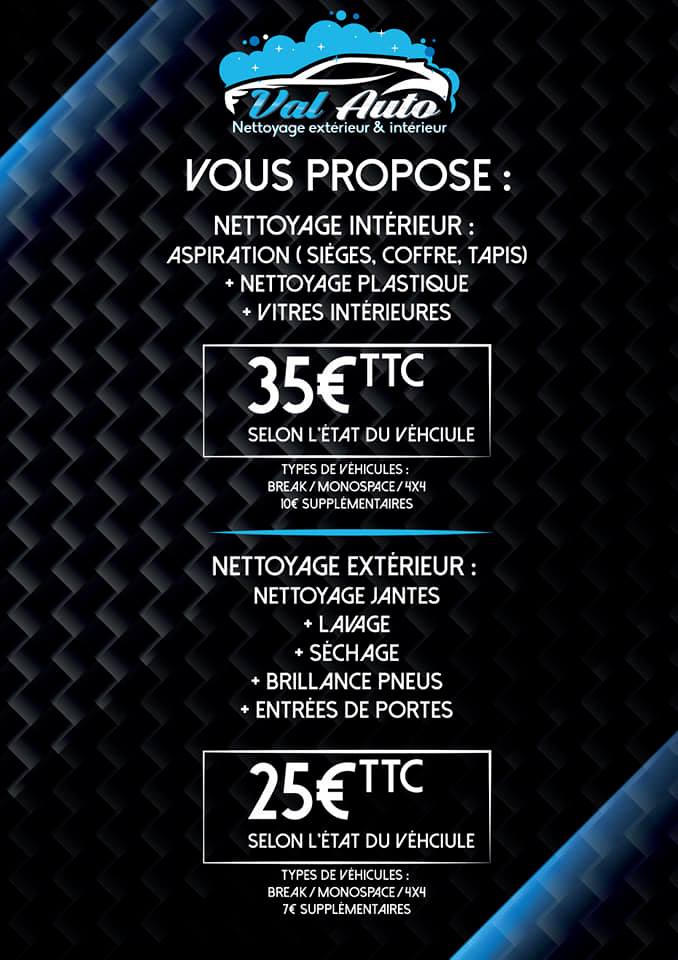 Val Auto
Nettoyage extérieur & intérieur
VOUS PROPOSE :
NETTOYAGE INTÉRIEUR :
ASPIRATION ( SIÉGES, COFFRE, TAPIS)
+ NETTOYAGE PLASTIQUE
+ VITRES INTÉRIEURES
35€ TTC
SELON L'ÉTAT DU VÉHCIULE
TYPES DE VÉHICULES :
BREAK / MONOSPACE / 4X4
10€ SUPPLÉMENTAIRES
NETTOYAGE EXTÉRIEUR :
NETTOYAGE JANTES
+ LAVAGE
+ SÉCHAGE
+ BRILLANCE PNEUS
+ ENTRÉES DE PORTES
25€ TTC
SELON L'ÉTAT DU VÉHCIULE
TYPES DE VÉHICULES :
BREAK / MONOSPACE / 4X4
7€ SUPPLÉMENTAIRES